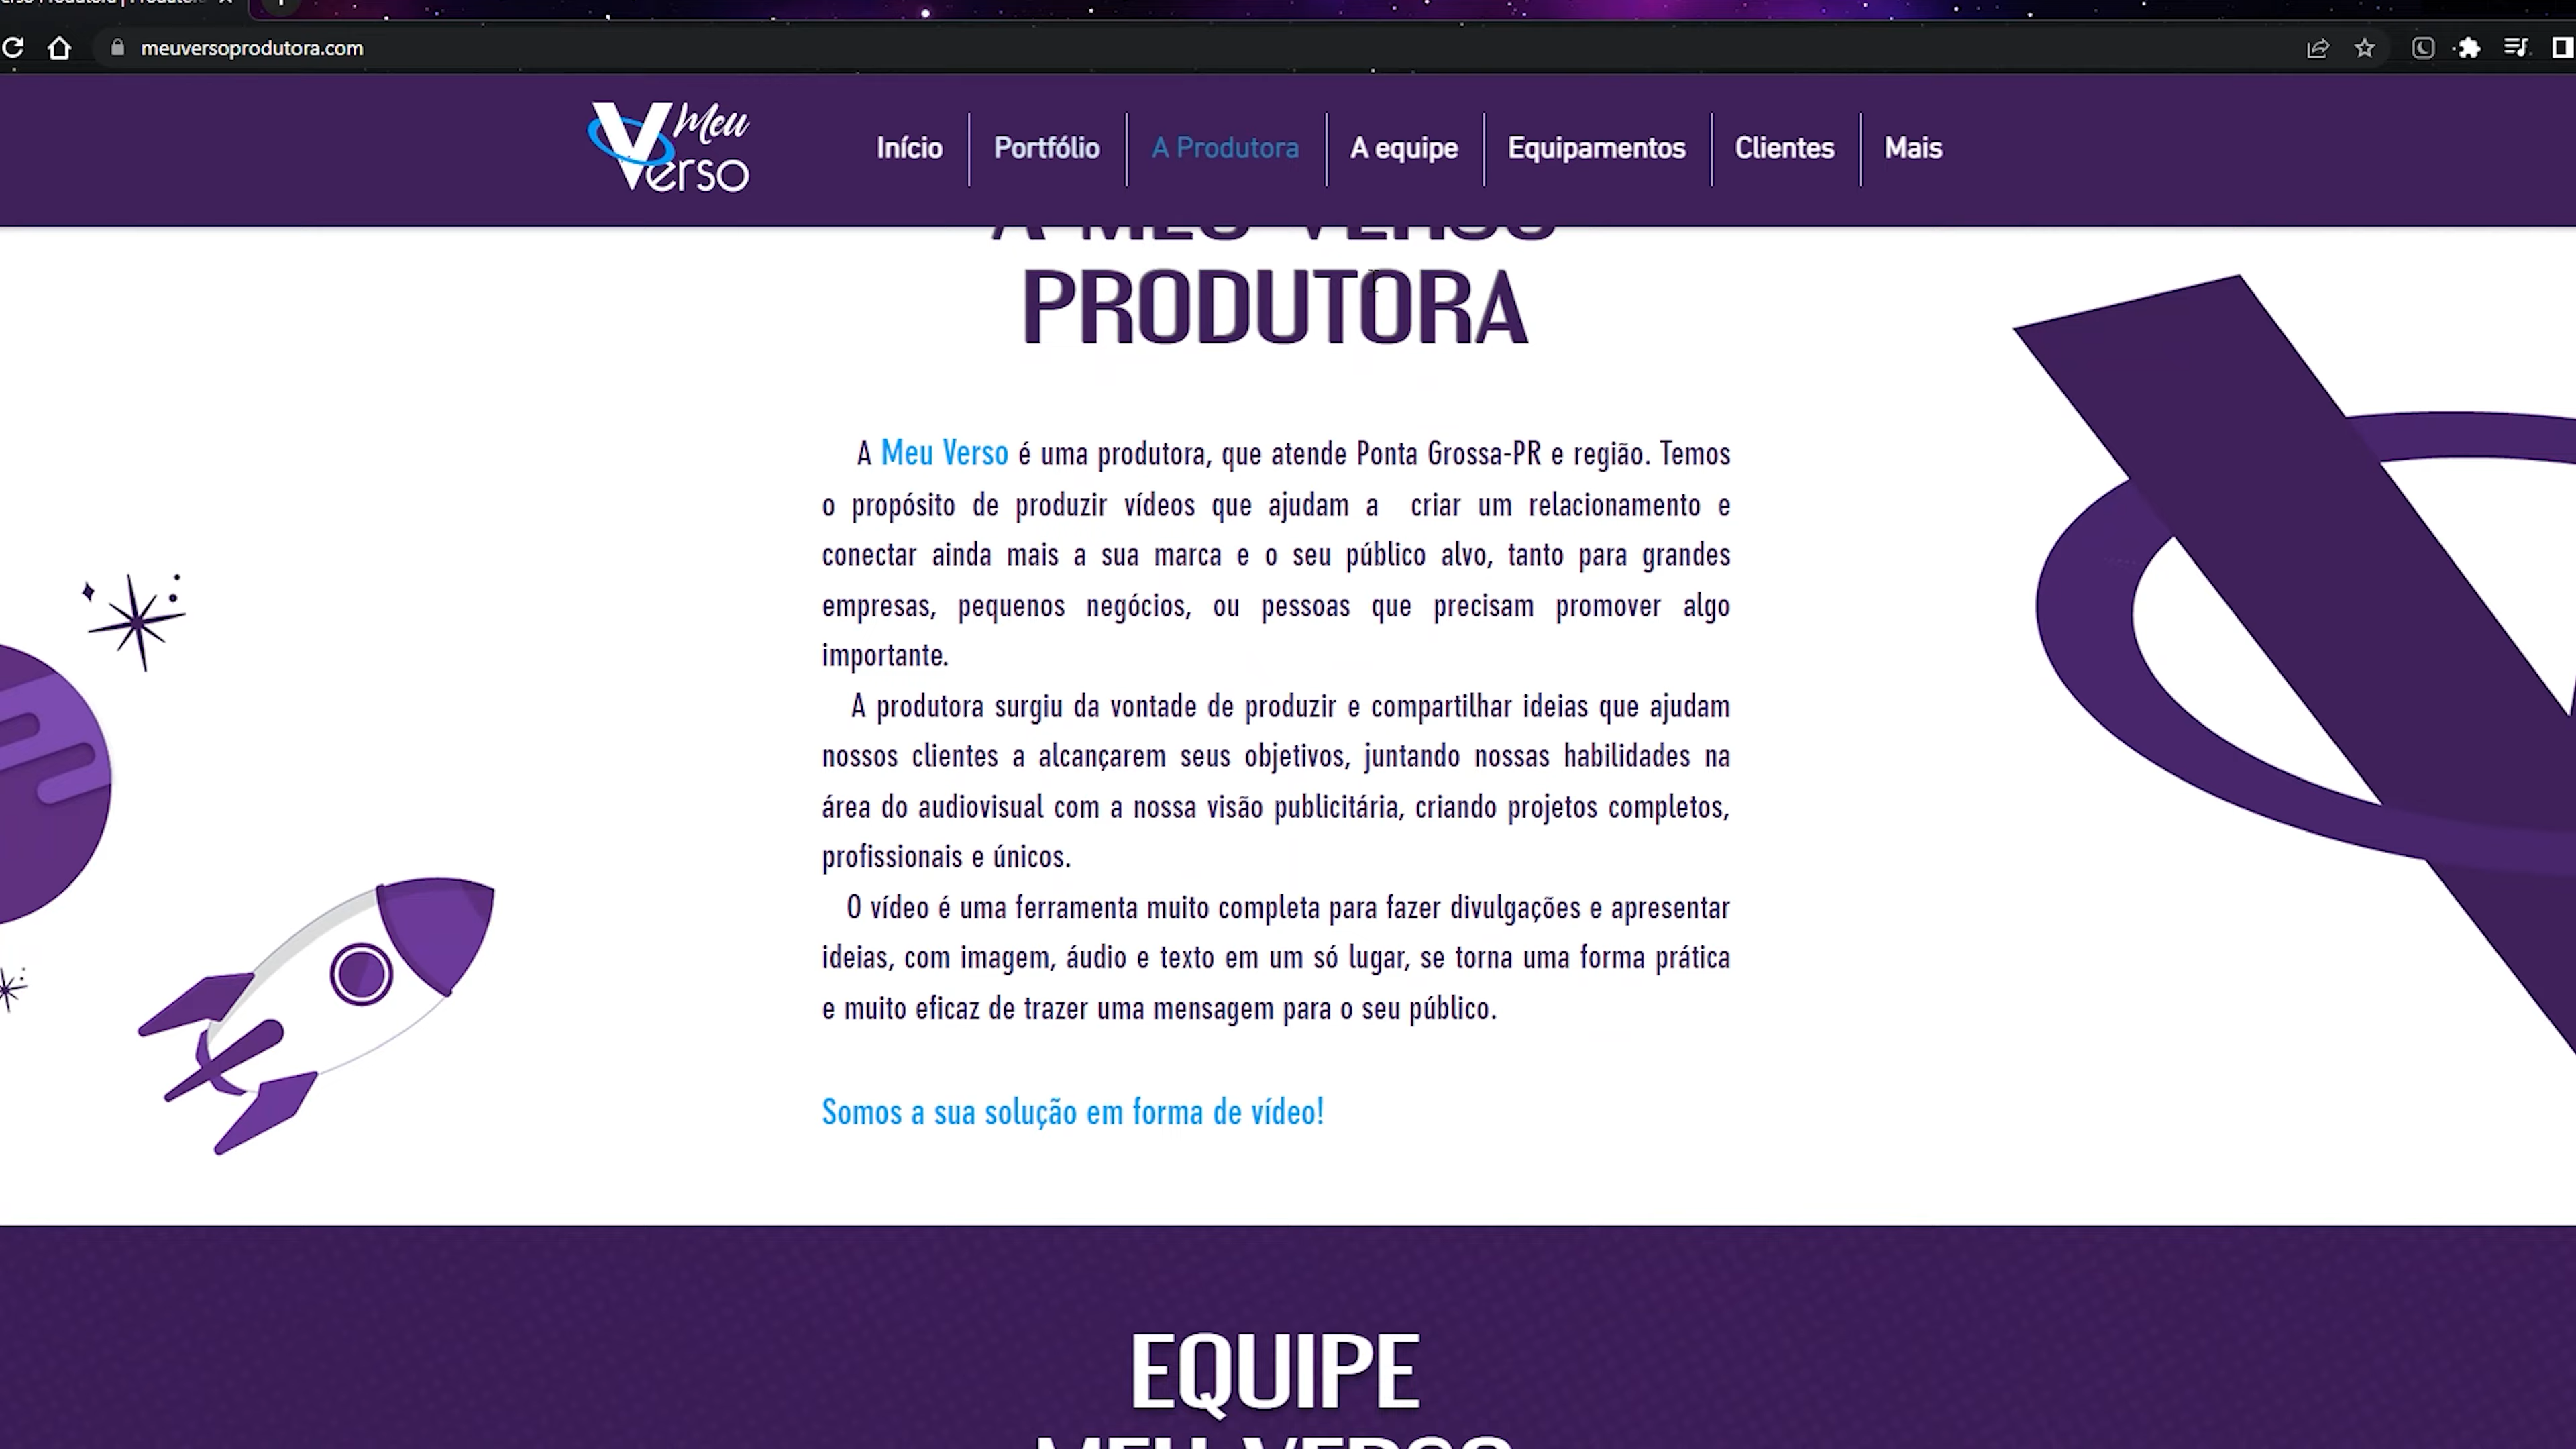 meuversoprodutora.com
Meu
Verso
Início
Portfólio
A Produtora
A equipe
Equipamentos
Clientes
Mais
A MEU VERSO
PRODUTORA
A Meu Verso é uma produtora, que atende Ponta Grossa-PR e região. Temos
o propósito de produzir vídeos que ajudam a criar um relacionamento e
conectar ainda mais a sua marca e o seu público alvo, tanto para grandes
empresas, pequenos negócios, ou pessoas que precisam promover algo
importante.
A produtora surgiu da vontade de produzir e compartilhar ideias que ajudam
nossos clientes a alcançarem seus objetivos, juntando nossas habilidades na
área do audiovisual com a nossa visão publicitária, criando projetos completos,
profissionais e únicos.
O vídeo é uma ferramenta muito completa para fazer divulgações e apresentar
ideias, com imagem, áudio e texto em um só lugar, se torna uma forma prática
e muito eficaz de trazer uma mensagem para o seu público.
Somos a sua solução em forma de vídeo!
EQUIPE
MEU VERSO